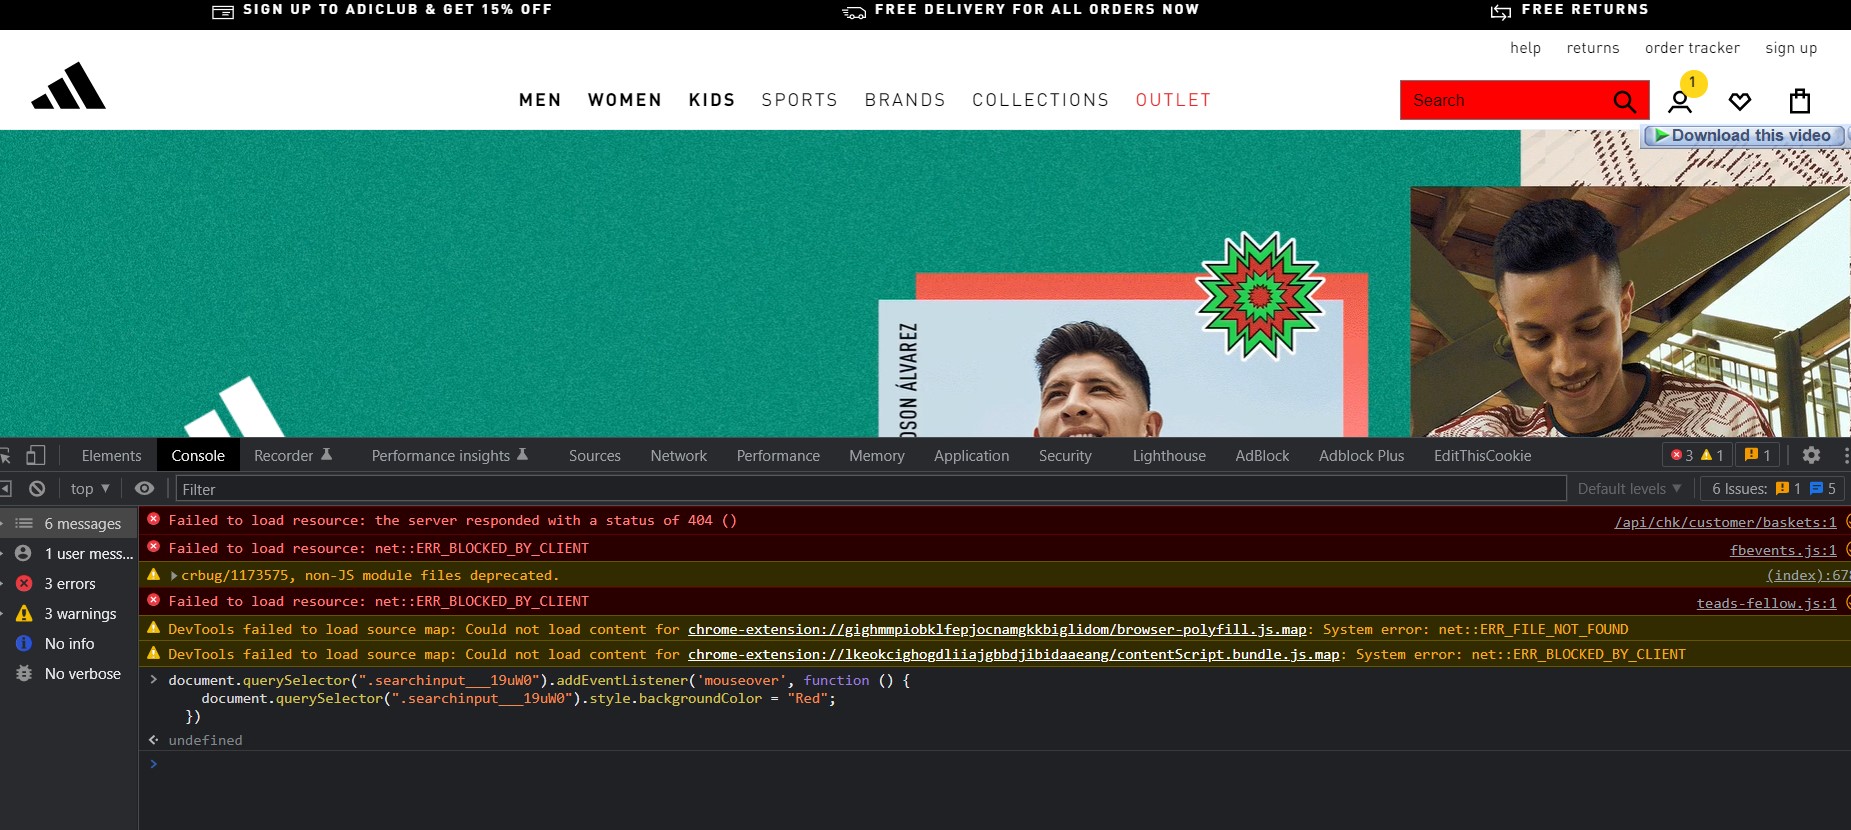 SIGN UP TO ADICLUB & GET 15% OFF
FREE DELIVERY FOR ALL ORDERS NOW
FREE RETURNS
help returns order tracker sign up
MEN WOMEN KIDS SPORTS BRANDS COLLECTIONS OUTLET
Search
1
Download this video
DSON ÁLVAREZ
Elements Console Recorder Performance insights Sources Network Performance Memory Application Security Lighthouse AdBlock Adblock Plus EditThisCookie 3 1 1
top Filter Default levels 6 Issues: 1 5
6 messages
1 user mess...
3 errors
3 warnings
No info
No verbose
Failed to load resource: the server responded with a status of 404 () /api/chk/customer/baskets:1
Failed to load resource: net::ERR_BLOCKED_BY_CLIENT fbevents.js:1
crbug/1173575, non-JS module files deprecated. (index):678
Failed to load resource: net::ERR_BLOCKED_BY_CLIENT teads-fellow.js:1
DevTools failed to load source map: Could not load content for chrome-extension://gighmmpiobklfepjocnamgkkbiglidom/browser-polyfill.js.map: System error: net::ERR_FILE_NOT_FOUND
DevTools failed to load source map: Could not load content for chrome-extension://lkeokcighogdliiajgbbdjibidaaeang/contentScript.bundle.js.map: System error: net::ERR_BLOCKED_BY_CLIENT
document.querySelector(".searchinput___19uW0").addEventListener('mouseover', function () {
document.querySelector(".searchinput___19uW0").style.backgroundColor = "Red";
})
undefined